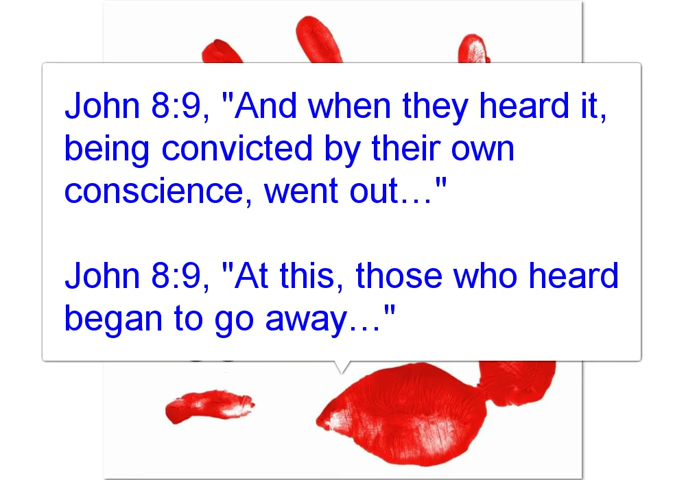 John 8:9, "And when they heard it,
being convicted by their own
conscience, went out…"
John 8:9, "At this, those who heard
began to go away…"